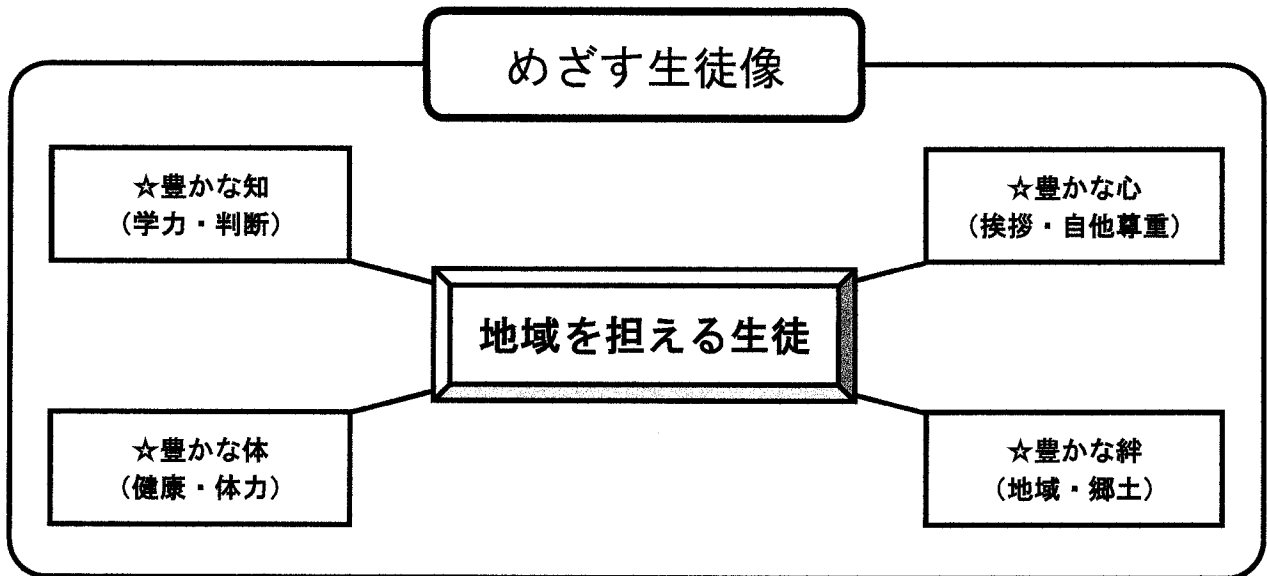 めざす生徒像
☆豊かな知
(学力・判断)
☆豊かな心
(挨拶・自他尊重)
地域を担える生徒
☆豊かな体
(健康・体力)
☆豊かな絆
(地域・郷土)